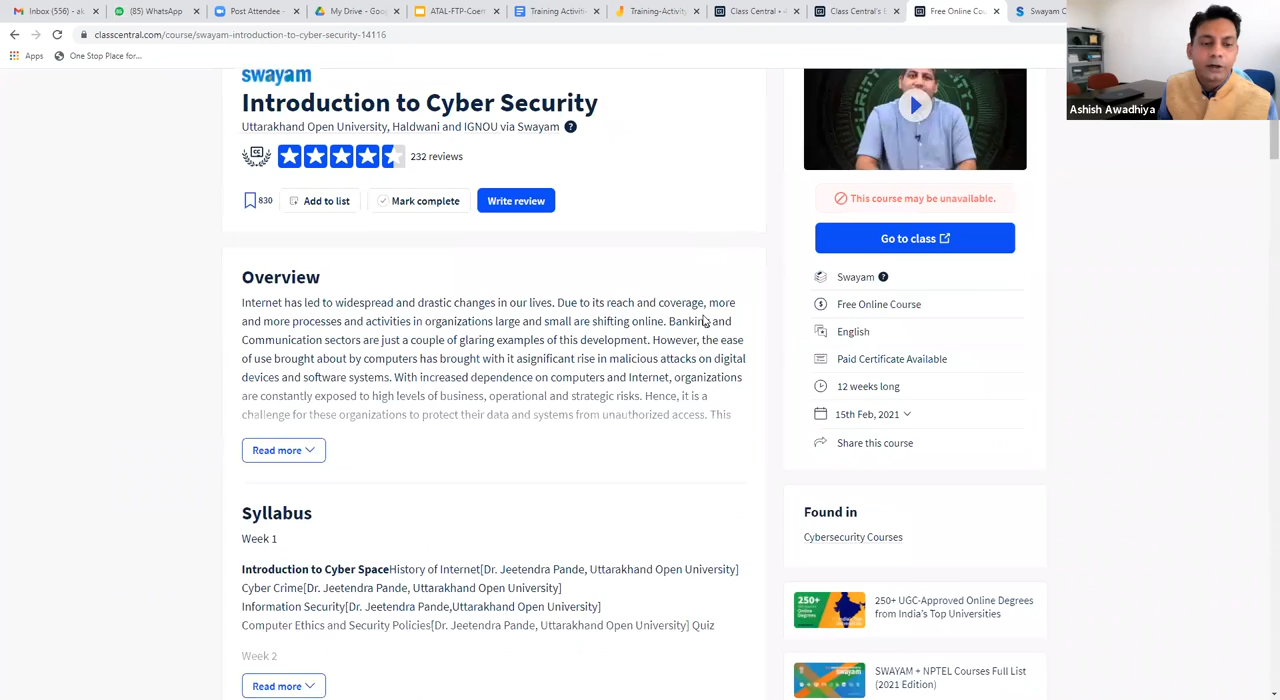 Inbox (556) - al
(85) WhatsApp
Post Attendee -
My Drive - Goo
ATAL-FTP-Coen
Training Activiti
Training-Activity
Class Central •
Class Central's
Free Online Cou
Swayam C
classcentral.com/course/swayam-introduction-to-cyber-security-14116
Apps
One Stop Place for...
Ashish Awadhiya
swayam
Introduction to Cyber Security
Uttarakhand Open University, Haldwani and IGNOU via Swayam ?
CC
232 reviews
830
Add to list
Mark complete
Write review
Overview
Internet has led to widespread and drastic changes in our lives. Due to its reach and coverage, more
and more processes and activities in organizations large and small are shifting online. Banking and
Communication sectors are just a couple of glaring examples of this development. However, the ease
of use brought about by computers has brought with it asignificant rise in malicious attacks on digital
devices and software systems. With increased dependence on computers and Internet, organizations
are constantly exposed to high levels of business, operational and strategic risks. Hence, it is a
challenge for these organizations to protect their data and systems from unauthorized access. This
Read more
Syllabus
Week 1
Introduction to Cyber SpaceHistory of Internet[Dr. Jeetendra Pande, Uttarakhand Open University]
Cyber Crime[Dr. Jeetendra Pande, Uttarakhand Open University]
Information Security[Dr. Jeetendra Pande,Uttarakhand Open University]
Computer Ethics and Security Policies[Dr. Jeetendra Pande, Uttarakhand Open University] Quiz
Week 2
Read more
This course may be unavailable.
Go to class
Swayam ?
Free Online Course
English
Paid Certificate Available
12 weeks long
15th Feb, 2021
Share this course
Found in
Cybersecurity Courses
250+
250+ UGC-Approved Online Degrees
from India's Top Universities
swayam
SWAYAM + NPTEL Courses Full List
(2021 Edition)